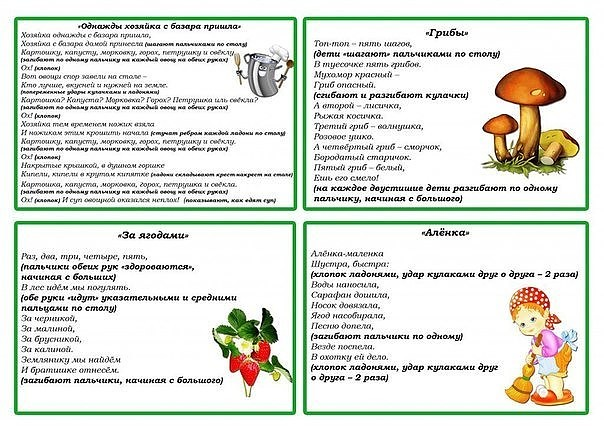 «Однажды хозяйка с базара пришла»
Хозяйка однажды с базара пришла,
Хозяйка с базара домой принесла (шагают пальчиками по столу)
Картошку, капусту, морковку, горох, петрушку и свёклу.
(загибают по одному пальчику на каждый овощ на обеих руках)
Ох! (хлопок)
Вот овощи спор завели на столе –
Кто лучше, вкусней и нужней на земле.
(попеременные удары кулачками и ладонями)
Картошка? Капуста? Морковка? Горох? Петрушка иль свёкла?
(загибают по одному пальчику на каждый овощ на обеих руках)
Ох! (хлопок)
Хозяйка тем временем ножик взяла
И ножиком этим крошить начала (стучат ребром каждой ладони по столу)
Картошку, капусту, морковку, горох, петрушку и свёклу.
(загибают по одному пальчику на каждый овощ на обеих руках)
Ох! (хлопок)
Накрытые крышкой, в душном горшке
Кипели, кипели в крутом кипятке (ладони складывают крест накрест на столе)
Картошка, капуста, морковка, горох, петрушка и свёкла.
(загибают по одному пальчику на каждый овощ на обеих руках)
Ох! (хлопок) И суп овощной оказался неплох! (показывают, как едят суп)
«Грибы»
Топ-топ – пять шагов,
(дети «шагают» пальчиками по столу)
В туесочке пять грибов.
Мухомор красный –
Гриб опасный.
(сгибают и разгибают кулачки)
А второй – лисичка,
Рыжая косичка.
Третий гриб – волнушка,
Розовое ушко.
А четвёртый гриб – сморчок,
Бородатый старичок.
Пятый гриб – белый,
Ешь его смело!
(на каждое двустишие дети разгибают по одному
пальчику, начиная с большого)
«За ягодами»
Раз, два, три, четыре, пять,
(пальчики обеих рук «здороваются»,
начиная с больших)
В лес идём мы погулять.
(обе руки «идут» указательными и средними
пальцами по столу)
За черникой,
За малиной,
За брусникой,
За калиной.
Землянику мы найдём
И братишке отнесём.
(загибают пальчики, начиная с большого)
«Алёнка»
Алёнка-маленка
Шустра, быстра:
(хлопок ладонями, удар кулаками друг о друга – 2 раза)
Воды наносила,
Сарафан дошила,
Носок довязала,
Ягод насобирала,
Песню допела,
(загибают пальчики по одному)
Везде поспела.
В охотку ей дело.
(хлопок ладонями, удар кулаками друг
о друга – 2 раза)